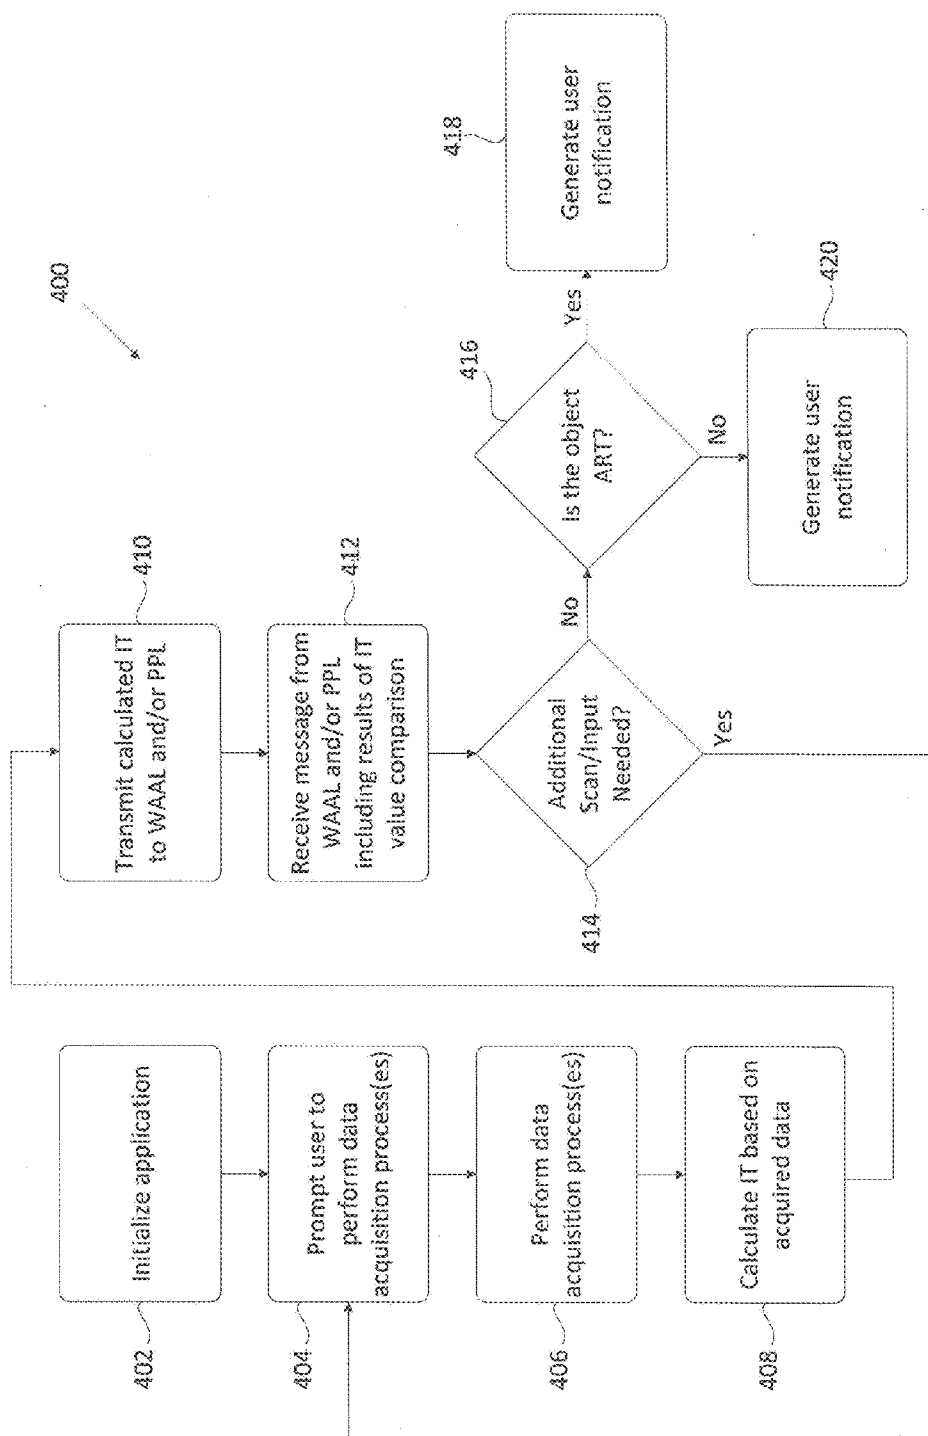 400
402
Initialize application
404
Prompt user to
perform data
acquisition process(es)
406
Perform data
acquisition process(es)
408
Calculate IT based on
acquired data
410
Transmit calculated IT
to WAAL and/or PPL
412
Receive message from
WAAL and/or PPL
including results of IT
value comparison
414
Additional
Scan/Input
Needed?
Yes
No
416
Is the object
ART?
Yes
No
418
Generate user
notification
420
Generate user
notification